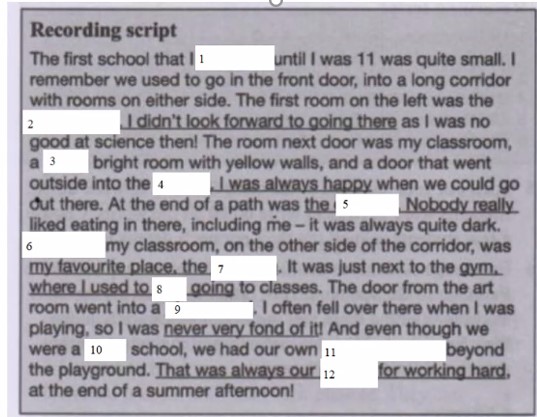 Recording script
The first school that I 1 until I was 11 was quite small. I
remember we used to go in the front door, into a long corridor
with rooms on either side. The first room on the left was the
2 . I didn't look forward to going there as I was no
good at science then! The room next door was my classroom,
a 3 bright room with yellow walls, and a door that went
outside into the 4 . I was always happy when we could go
out there. At the end of a path was the 5 . Nobody really
liked eating in there, including me – it was always quite dark.
6 my classroom, on the other side of the corridor, was
my favourite place, the 7 . It was just next to the gym,
where I used to 8 going to classes. The door from the art
room went into a 9 . I often fell over there when I was
playing, so I was never very fond of it! And even though we
were a 10 school, we had our own 11 beyond
the playground. That was always our 12 for working hard,
at the end of a summer afternoon!